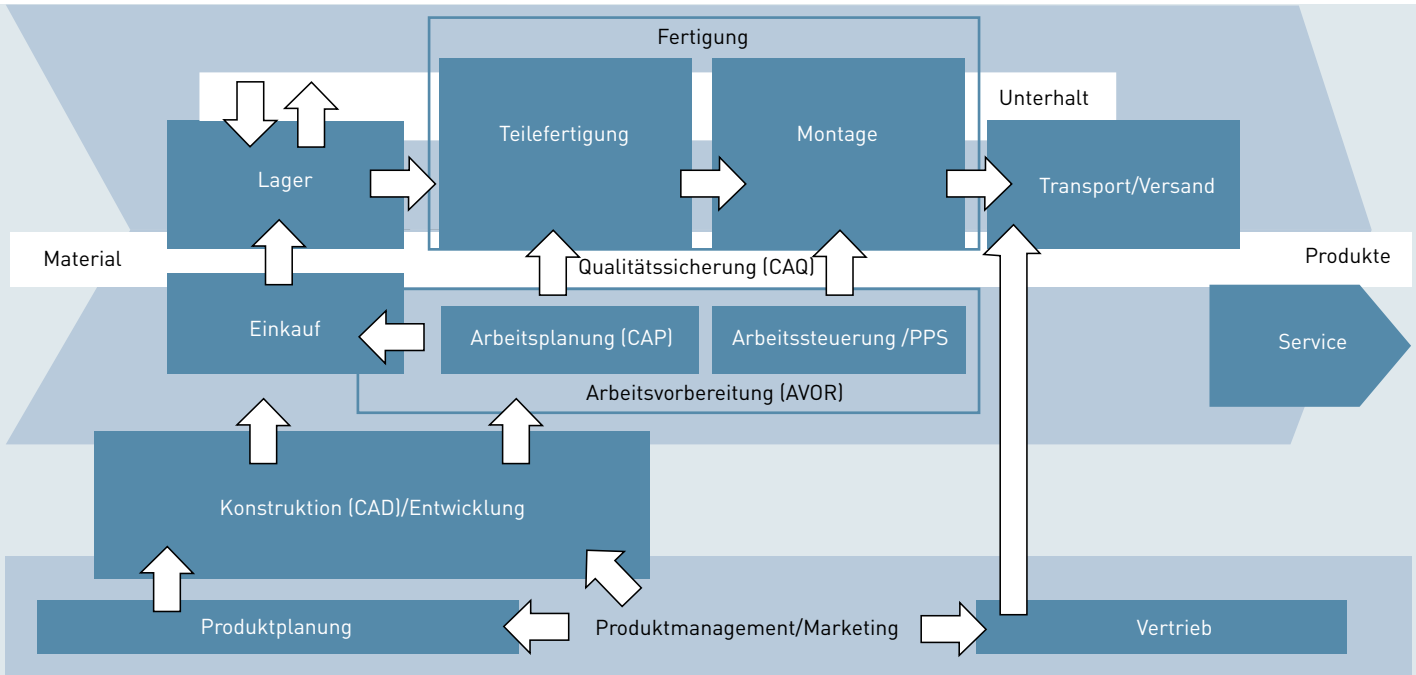 Fertigung
Unterhalt
Teilefertigung
Montage
Lager
Transport/Versand
Material
Qualitätssicherung (CAQ)
Produkte
Einkauf
Arbeitsplanung (CAP)
Arbeitssteuerung /PPS
Service
Arbeitsvorbereitung (AVOR)
Konstruktion (CAD)/Entwicklung
Produktplanung
Produktmanagement/Marketing
Vertrieb